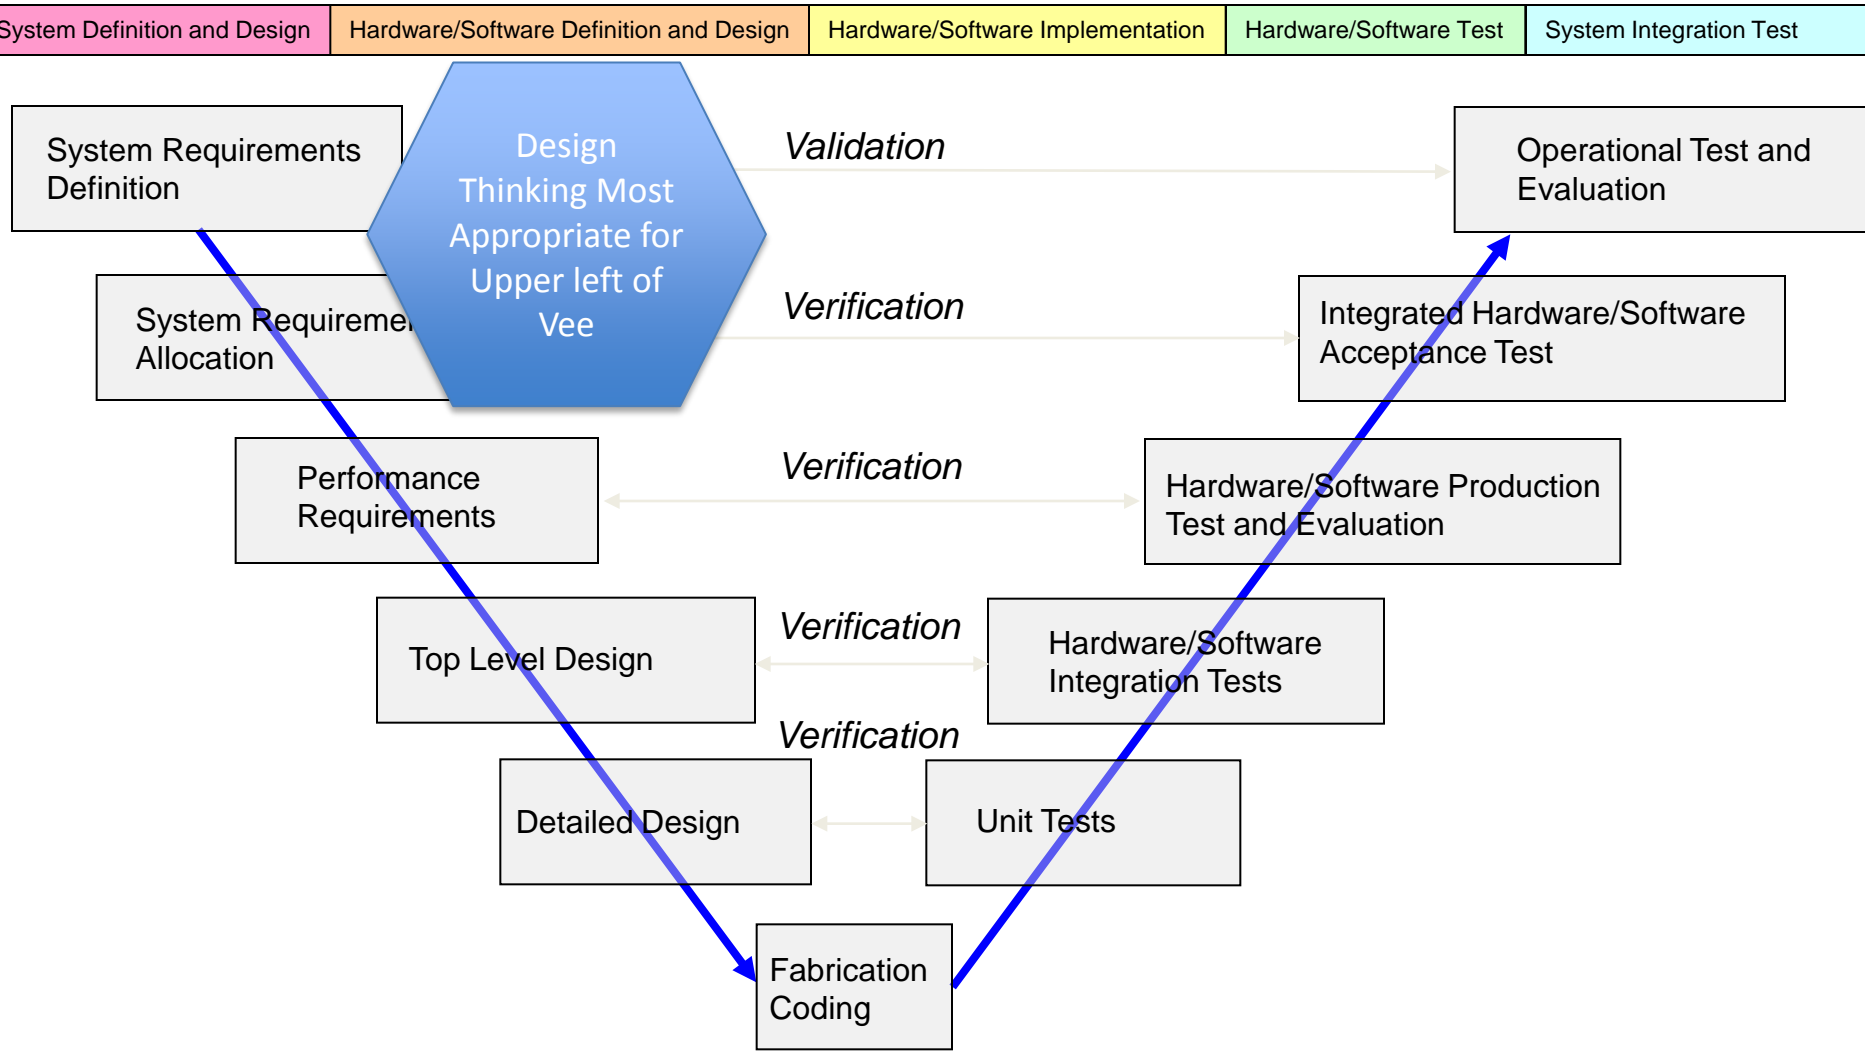 System Definition and Design
Hardware/Software Definition and Design
Hardware/Software Implementation
Hardware/Software Test
System Integration Test
System Requirements
Definition
Design
Thinking Most
Appropriate for
Upper left of
Vee
Validation
Operational Test and
Evaluation
System Requireme
Allocation
Verification
Integrated Hardware/Software
Acceptance Test
Performance
Requirements
Verification
Hardware/Software Production
Test and Evaluation
Top Level Design
Verification
Hardware/Software
Integration Tests
Verification
Detailed Design
Unit Tests
Fabrication
Coding